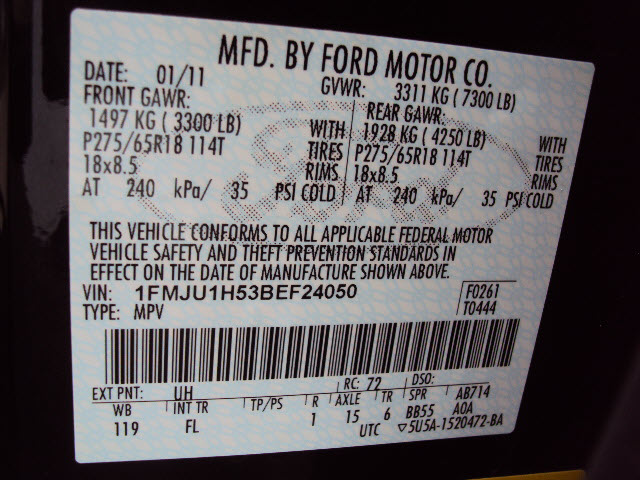 MFD. BY FORD MOTOR CO.
DATE: 01/11 GVWR: 3311 KG ( 7300 LB)
FRONT GAWR: REAR GAWR:
1497 KG ( 3300 LB) WITH 1928 KG ( 4250 LB) WITH
P275/65R18 114T TIRES P275/65R18 114T TIRES
18x8.5 RIMS 18x8.5 RIMS
AT 240 kPa/ 35 PSI COLD AT 240 kPa/ 35 PSI COLD
THIS VEHICLE CONFORMS TO ALL APPLICABLE FEDERAL MOTOR
VEHICLE SAFETY AND THEFT PREVENTION STANDARDS IN
EFFECT ON THE DATE OF MANUFACTURE SHOWN ABOVE.
VIN: 1FMJU1H53BEF24050 F0261
TYPE: MPV T0444
EXT PNT: UH RC: 72 DSO:
WB INT TR TP/PS R AXLE TR SPR AB714
119 FL 1 15 6 BB55 A0A
UTC ▽5U5A-1520472-BA
Ford